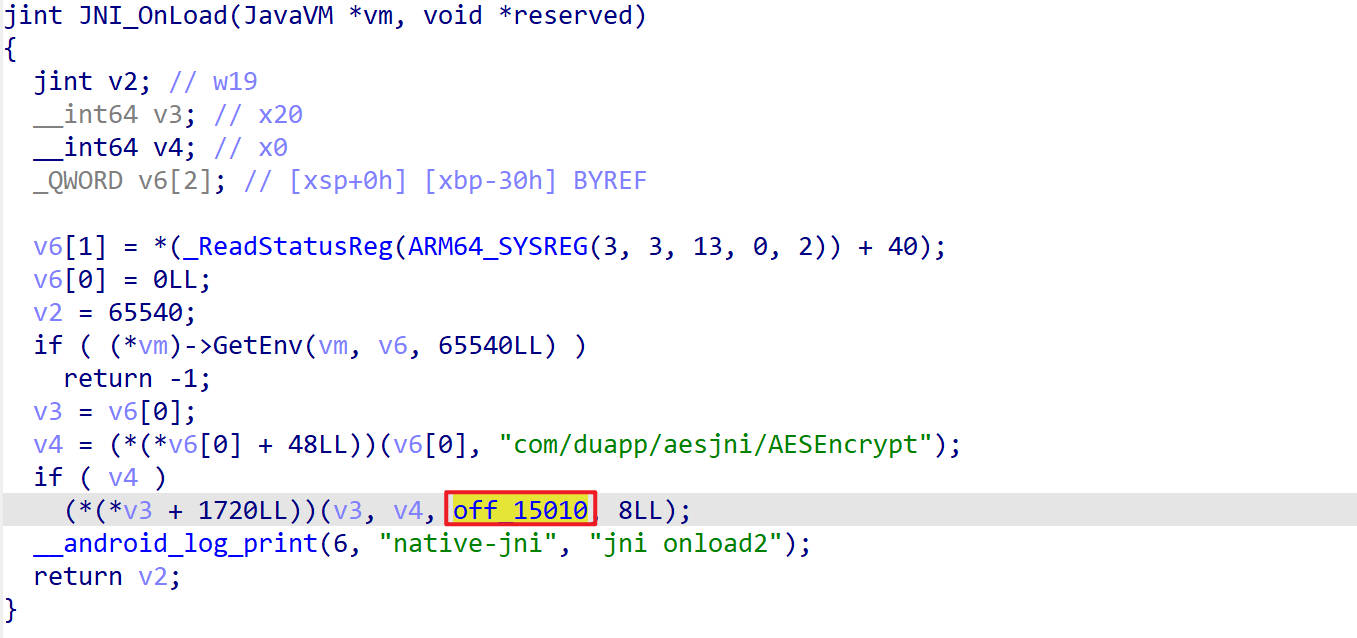 jint JNI_OnLoad(JavaVM *vm, void *reserved)
{
  jint v2; // w19
  __int64 v3; // x20
  __int64 v4; // x0
  _QWORD v6[2]; // [xsp+0h] [xbp-30h] BYREF

  v6[1] = *(_ReadStatusReg(ARM64_SYSREG(3, 3, 13, 0, 2)) + 40);
  v6[0] = 0LL;
  v2 = 65540;
  if ( (*vm)->GetEnv(vm, v6, 65540LL) )
    return -1;
  v3 = v6[0];
  v4 = (*(*v6[0] + 48LL))(v6[0], "com/duapp/aesjni/AESEncrypt");
  if ( v4 )
    (*(*v3 + 1720LL))(v3, v4, off_15010, 8LL);
  __android_log_print(6, "native-jni", "jni onload2");
  return v2;
}